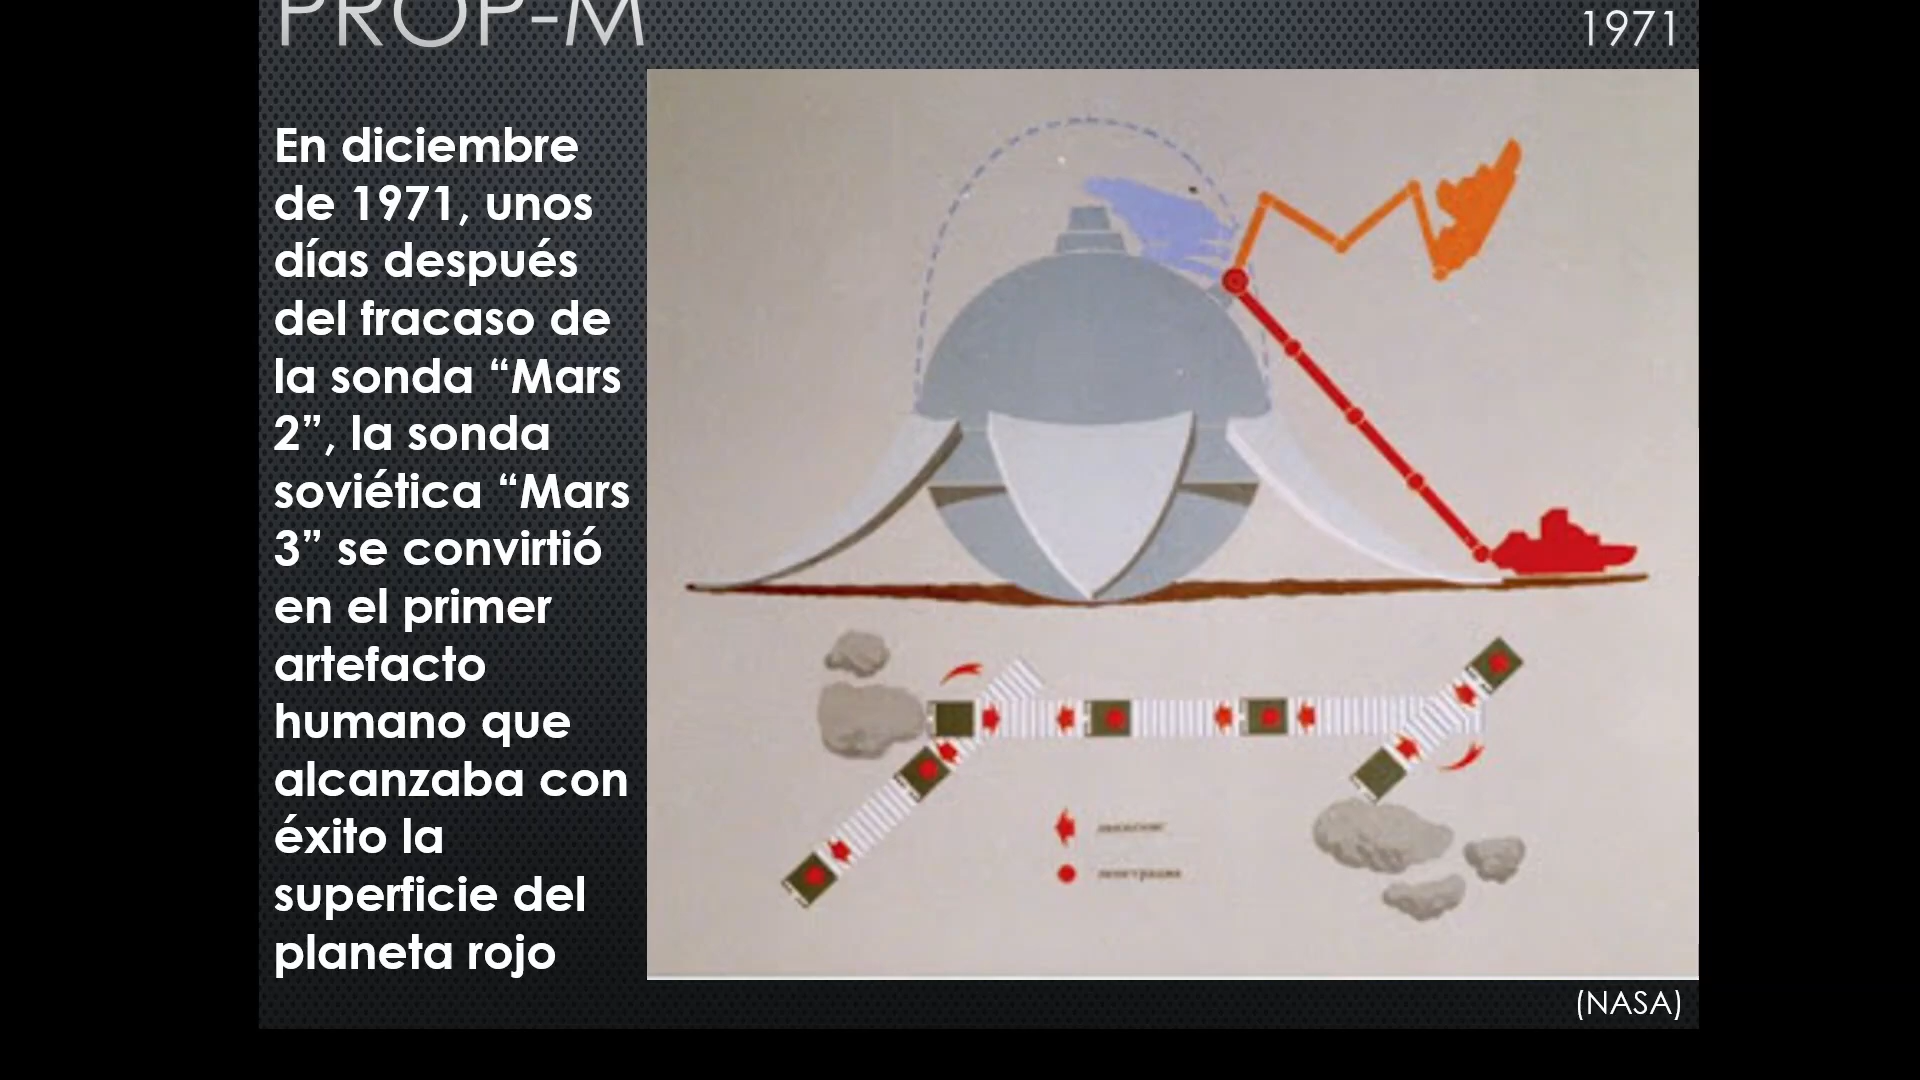 PROP-M
1971
En diciembre
de 1971, unos
días después
del fracaso de
la sonda “Mars
2”, la sonda
soviética “Mars
3” se convirtió
en el primer
artefacto
humano que
alcanzaba con
éxito la
superficie del
planeta rojo
(NASA)